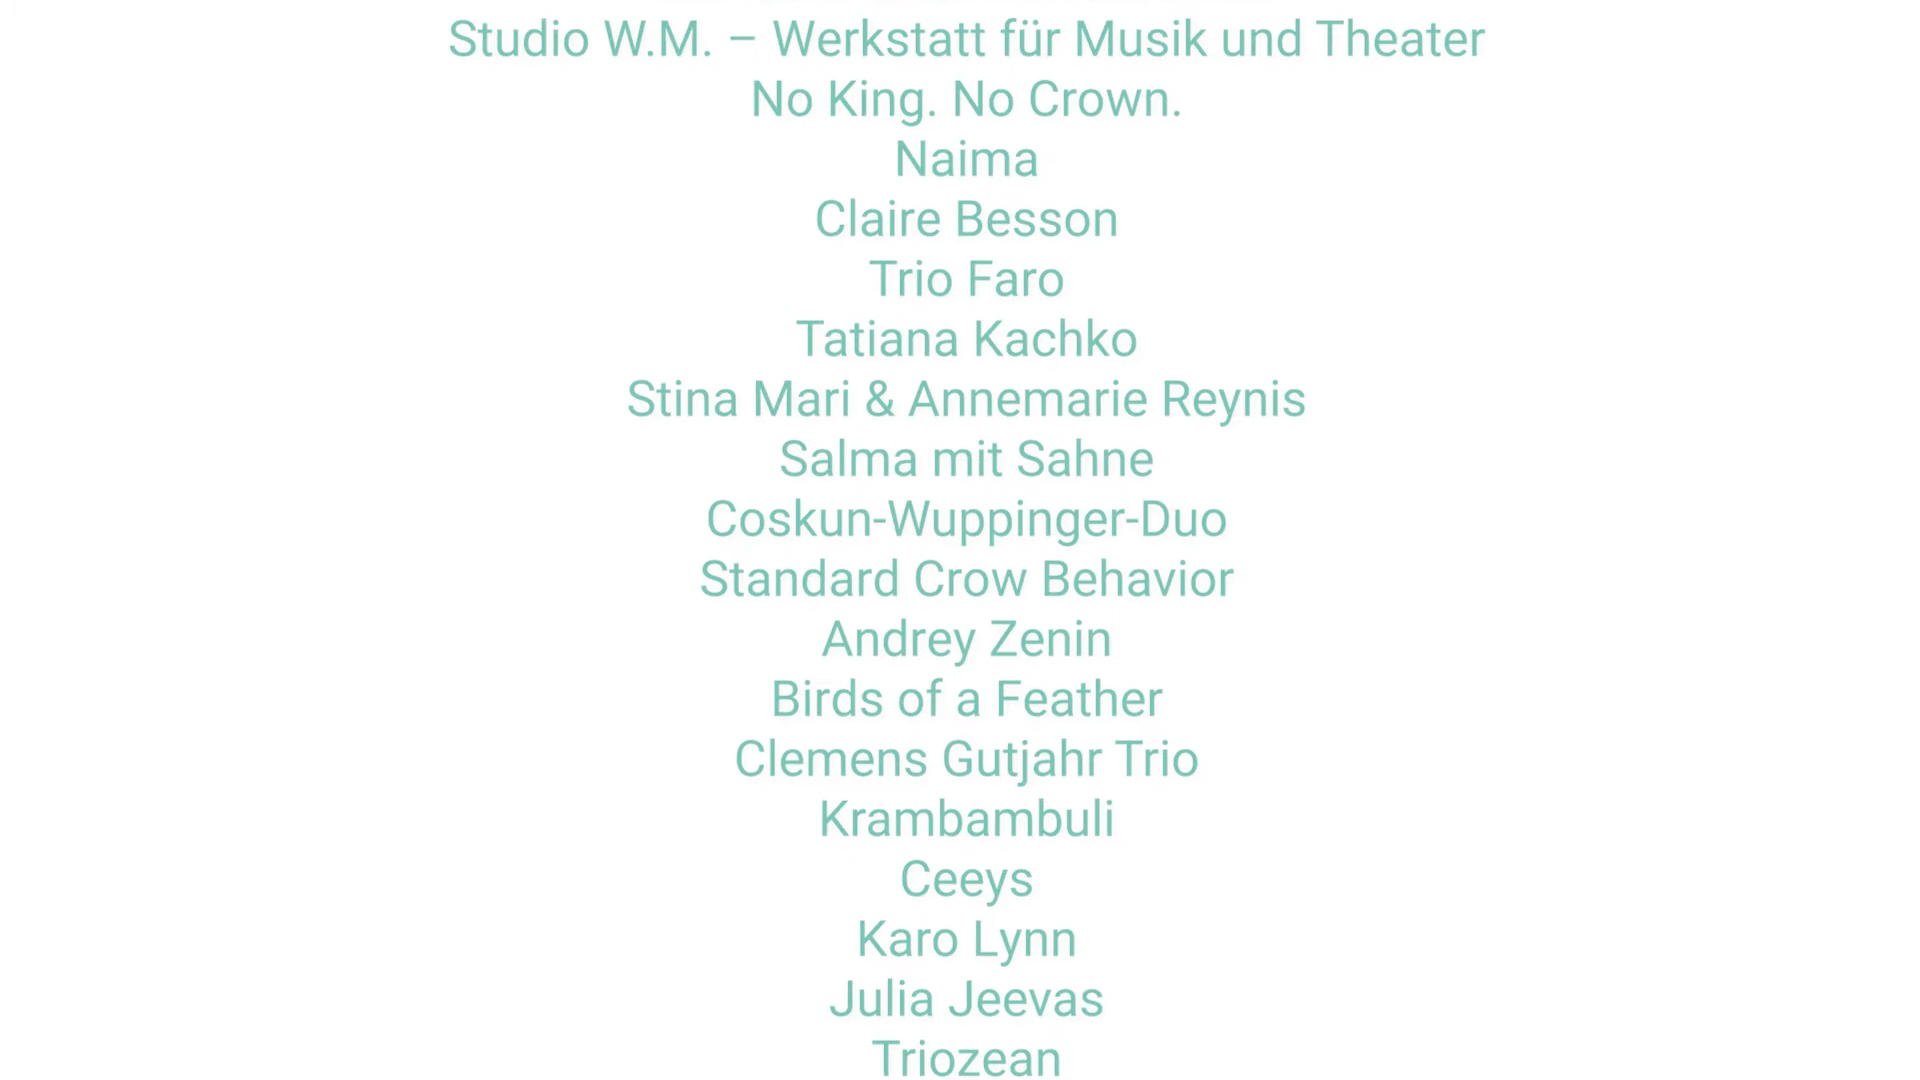 Studio W.M. – Werkstatt für Musik und Theater
No King. No Crown.
Naima
Claire Besson
Trio Faro
Tatiana Kachko
Stina Mari & Annemarie Reynis
Salma mit Sahne
Coskun-Wuppinger-Duo
Standard Crow Behavior
Andrey Zenin
Birds of a Feather
Clemens Gutjahr Trio
Krambambuli
Ceeys
Karo Lynn
Julia Jeevas
Triozean